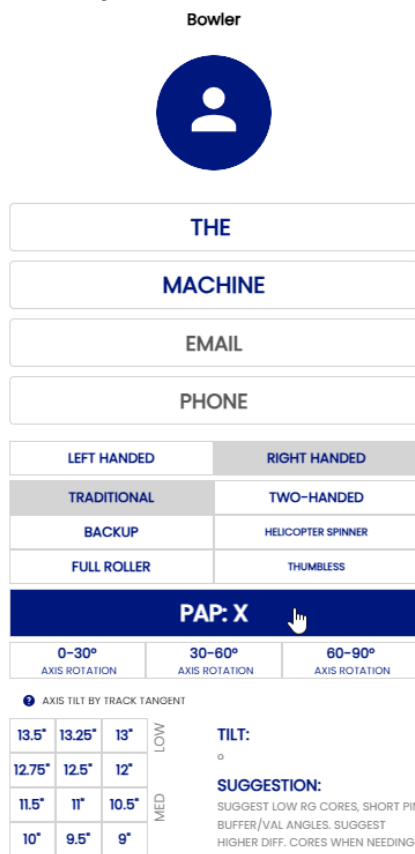 Bowler
THE
MACHINE
EMAIL
PHONE
LEFT HANDED RIGHT HANDED
TRADITIONAL TWO-HANDED
BACKUP HELICOPTER SPINNER
FULL ROLLER THUMBLESS
PAP: X
0-30° 30-60° 60-90°
AXIS ROTATION AXIS ROTATION AXIS ROTATION
? AXIS TILT BY TRACK TANGENT
13.5" 13.25" 13" LOW TILT:
12.75" 12.5" 12" °
SUGGESTION:
11.5" 11" 10.5" MED SUGGEST LOW RG CORES, SHORT PIN
BUFFER/VAL ANGLES. SUGGEST
10" 9.5" 9" HIGHER DIFF. CORES WHEN NEEDING